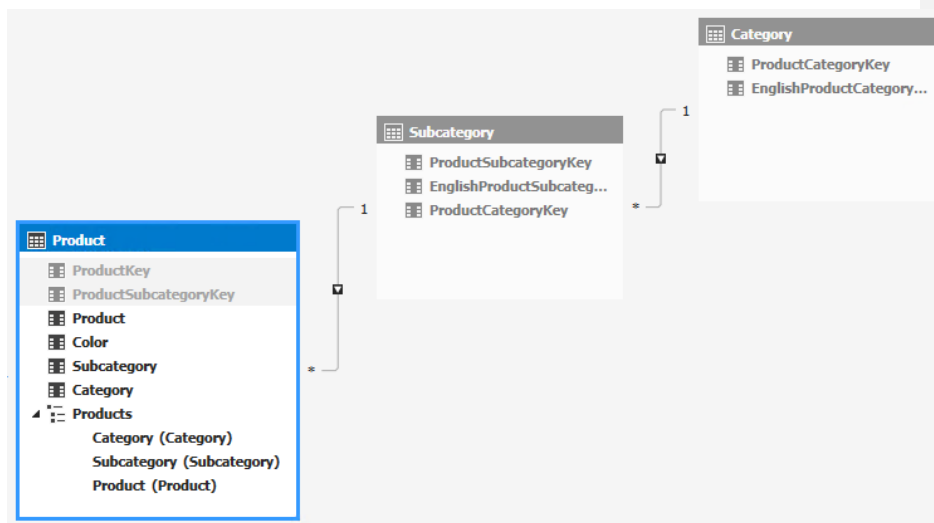 Category
ProductCategoryKey
EnglishProductCategory...
1
Subcategory
ProductSubcategoryKey
EnglishProductSubcateg...
ProductCategoryKey
*
1
Product
ProductKey
ProductSubcategoryKey
Product
Color
Subcategory
*
Category
Products
Category (Category)
Subcategory (Subcategory)
Product (Product)